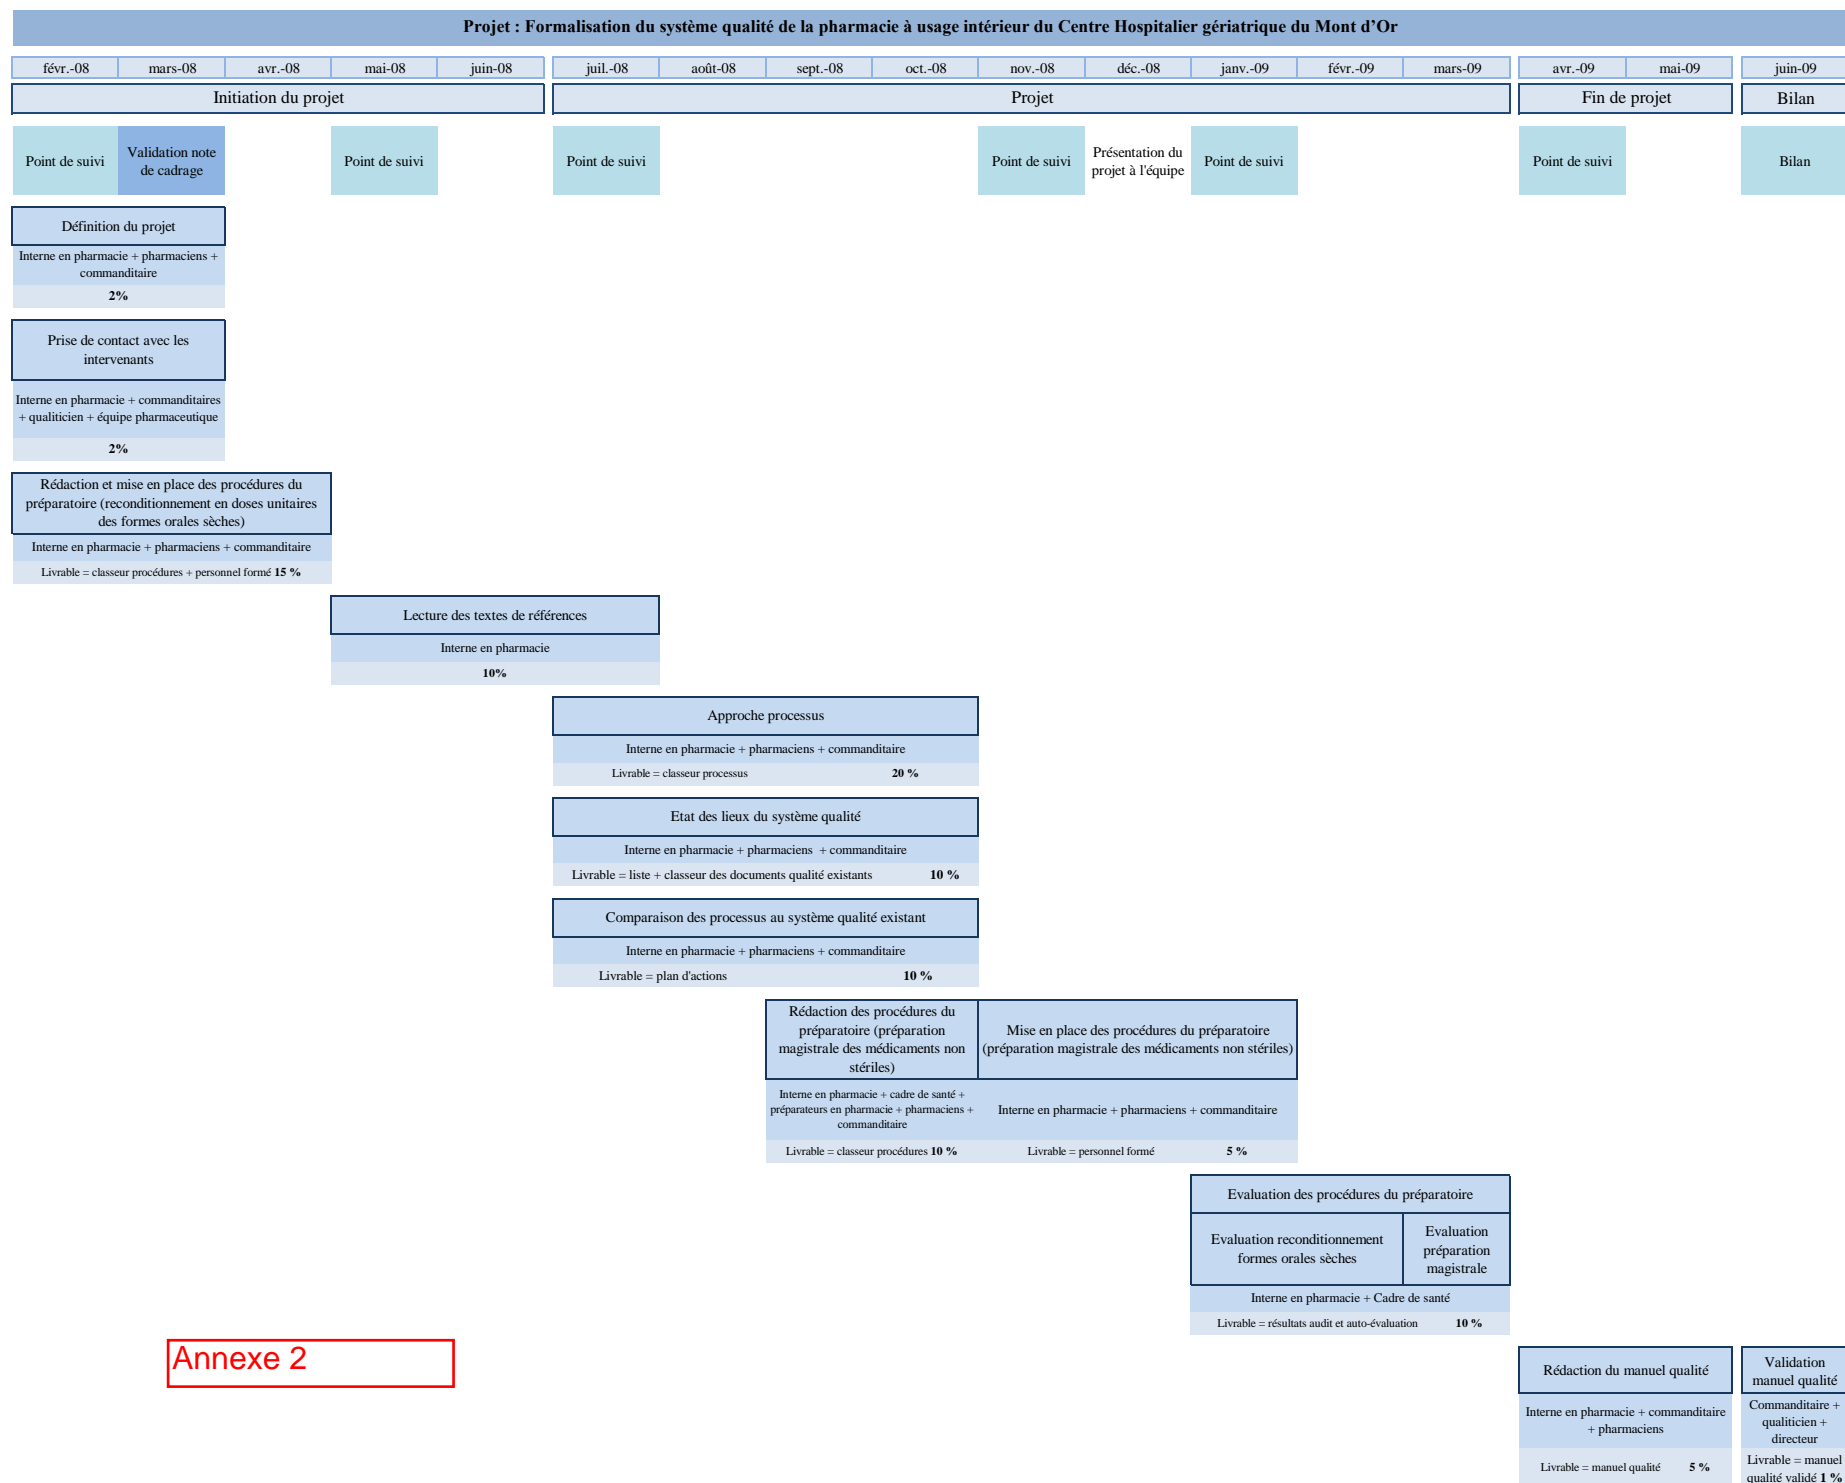 Projet : Formalisation du système qualité de la pharmacie à usage intérieur du Centre Hospitalier gériatrique du Mont d'Or
févr.-08 mars-08 avr.-08 mai-08 juin-08 juil.-08 août-08 sept.-08 oct.-08 nov.-08 déc.-08 janv.-09 févr.-09 mars-09 avr.-09 mai-09 juin-09
Initiation du projet Projet Fin de projet Bilan
Point de suivi
Validation note
de cadrage
Point de suivi
Point de suivi
Point de suivi
Présentation du
projet à l'équipe
Point de suivi
Point de suivi
Bilan
Définition du projet
Interne en pharmacie + pharmaciens +
commanditaire
2%
Prise de contact avec les
intervenants
Interne en pharmacie + commanditaires
+ qualiticien + équipe pharmaceutique
2%
Rédaction et mise en place des procédures du
préparatoire (reconditionnement en doses unitaires
des formes orales sèches)
Interne en pharmacie + pharmaciens + commanditaire
Livrable = classeur procédures + personnel formé 15 %
Lecture des textes de références
Interne en pharmacie
10%
Approche processus
Interne en pharmacie + pharmaciens + commanditaire
Livrable = classeur processus 20 %
Etat des lieux du système qualité
Interne en pharmacie + pharmaciens + commanditaire
Livrable = liste + classeur des documents qualité existants 10 %
Comparaison des processus au système qualité existant
Interne en pharmacie + pharmaciens + commanditaire
Livrable = plan d'actions 10 %
Rédaction des procédures du
préparatoire (préparation
magistrale des médicaments non
stériles)
Interne en pharmacie + cadre de santé +
préparateurs en pharmacie + pharmaciens +
commanditaire
Livrable = classeur procédures 10 %
Mise en place des procédures du préparatoire
(préparation magistrale des médicaments non stériles)
Interne en pharmacie + pharmaciens + commanditaire
Livrable = personnel formé 5 %
Evaluation des procédures du préparatoire
Evaluation reconditionnement
formes orales sèches
Evaluation
préparation
magistrale
Interne en pharmacie + Cadre de santé
Livrable = résultats audit et auto-évaluation 10 %
Annexe 2
Rédaction du manuel qualité
Interne en pharmacie + commanditaire
+ pharmaciens
Livrable = manuel qualité 5 %
Validation
manuel qualité
Commanditaire +
qualiticien +
directeur
Livrable = manuel
qualité validé 1 %